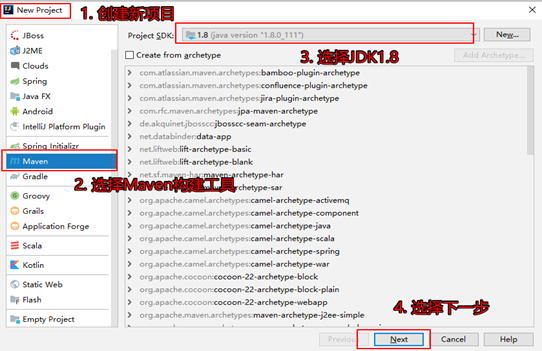 New Project
1. 创建新项目
JBoss
J2ME
Clouds
Spring
Java FX
Android
IntelliJ Platform Plugin
Spring Initializr
Maven
Gradle
Groovy
Grails
Application Forge
Scala
Kotlin
Static Web
Flash
Empty Project
2. 选择Maven构建工具
Project SDK: 1.8 (java version "1.8.0_111") New...
3. 选择JDK1.8
Create from archetype Add Archetype...
com.atlassian.maven.archetypes:bamboo-plugin-archetype
com.atlassian.maven.archetypes:confluence-plugin-archetype
com.atlassian.maven.archetypes:jira-plugin-archetype
com.rfc.maven.archetypes:jpa-maven-archetype
de.akquinet.jbosscc:jbosscc-seam-archetype
net.databinder:data-app
net.liftweb:lift-archetype-basic
net.liftweb:lift-archetype-blank
net.sf.maven-har:maven-archetype-har
maven-archetype-sar
org.apache.camel.archetypes:camel-archetype-activemq
org.apache.camel.archetypes:camel-archetype-component
org.apache.camel.archetypes:camel-archetype-java
org.apache.camel.archetypes:camel-archetype-scala
org.apache.camel.archetypes:camel-archetype-spring
org.apache.camel.archetypes:camel-archetype-war
org.apache.cocoon:cocoon-22-archetype-block
org.apache.cocoon:cocoon-22-archetype-block-plain
org.apache.cocoon:cocoon-22-archetype-webapp
org.apache.maven.archetypes:maven-archetype-j2ee-simple
4. 选择下一步
Previous Next Cancel Help